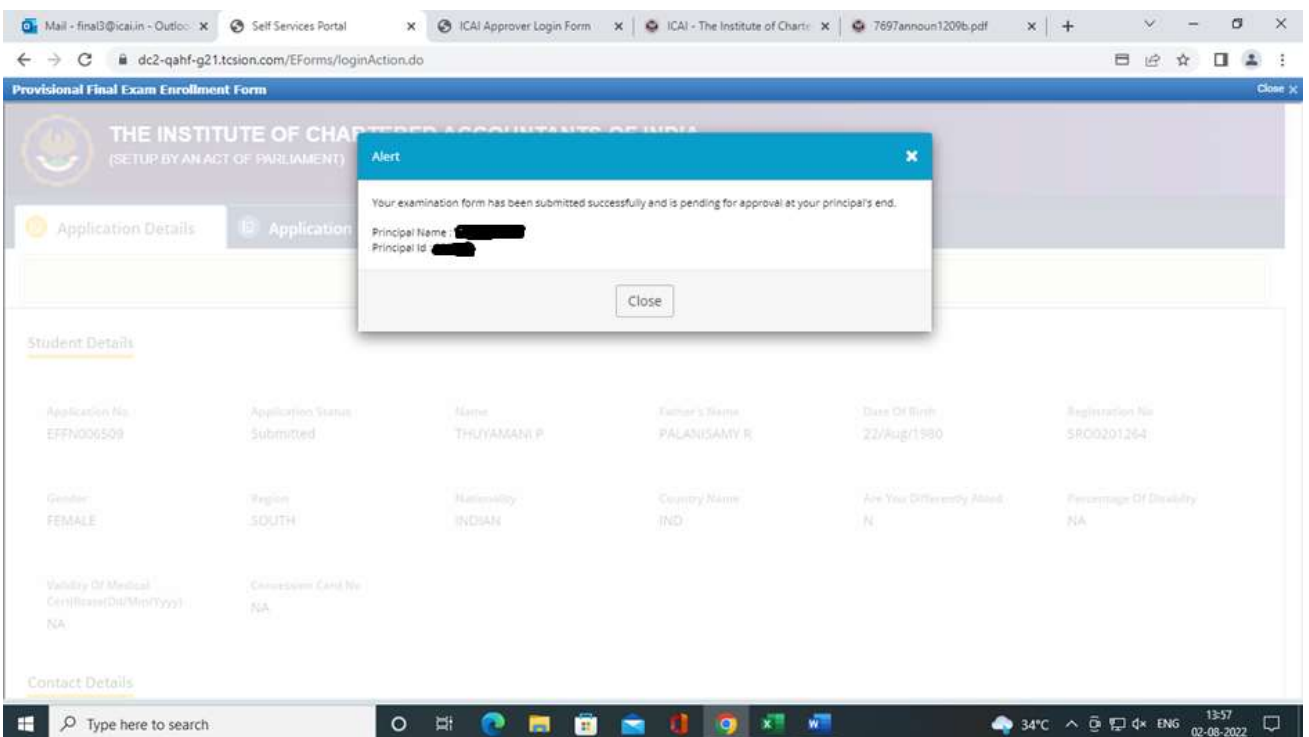 Mail - final3@icai.in - Outloo
Self Services Portal
ICAI Approver Login Form
ICAI - The Institute of Charte
7697announ1209b.pdf
dc2-qahf-g21.tcsion.com/EForms/loginAction.do
Provisional Final Exam Enrollment Form
Close
THE INSTITUTE OF CHARTERED ACCOUNTANTS OF INDIA
(SETUP BY AN ACT OF PARLIAMENT)
Alert
Your examination form has been submitted successfully and is pending for approval at your principal's end.
Principal Name :
Principal Id :
Close
Application Details
Application
Student Details
Application No
Application Status
Name
Father's Name
Date Of Birth
Registration No
EFFN006509
Submitted
THUYAMANI P
PALANISAMY R
22/Aug/1980
SRO0201264
Gender
Region
Nationality
Country Name
Are You Differently Abled
Percentage Of Disability
FEMALE
SOUTH
INDIAN
IND
N
NA
Validity Of Medical
Certificate(Dd/Mm/Yyyy)
Concession Card No
NA
NA
Contact Details
Type here to search
34°C
ENG
13:57
02-08-2022